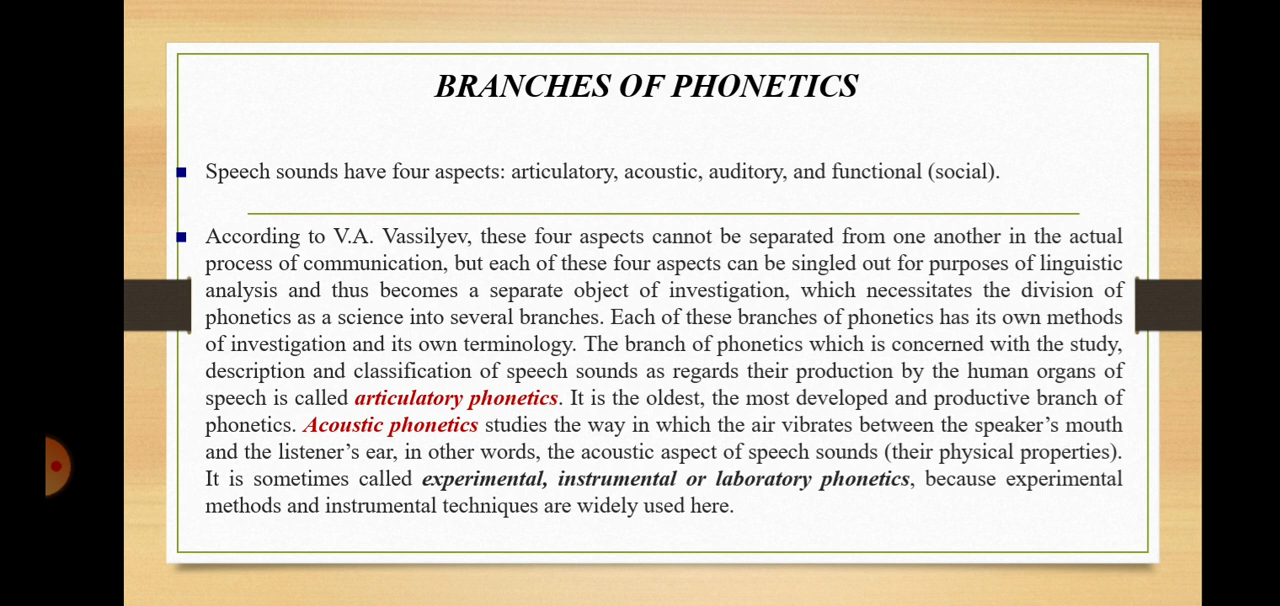 BRANCHES OF PHONETICS
Speech sounds have four aspects: articulatory, acoustic, auditory, and functional (social).
According to V.A. Vassilyev, these four aspects cannot be separated from one another in the actual
process of communication, but each of these four aspects can be singled out for purposes of linguistic
analysis and thus becomes a separate object of investigation, which necessitates the division of
phonetics as a science into several branches. Each of these branches of phonetics has its own methods
of investigation and its own terminology. The branch of phonetics which is concerned with the study,
description and classification of speech sounds as regards their production by the human organs of
speech is called articulatory phonetics. It is the oldest, the most developed and productive branch of
phonetics. Acoustic phonetics studies the way in which the air vibrates between the speaker’s mouth
and the listener’s ear, in other words, the acoustic aspect of speech sounds (their physical properties).
It is sometimes called experimental, instrumental or laboratory phonetics, because experimental
methods and instrumental techniques are widely used here.